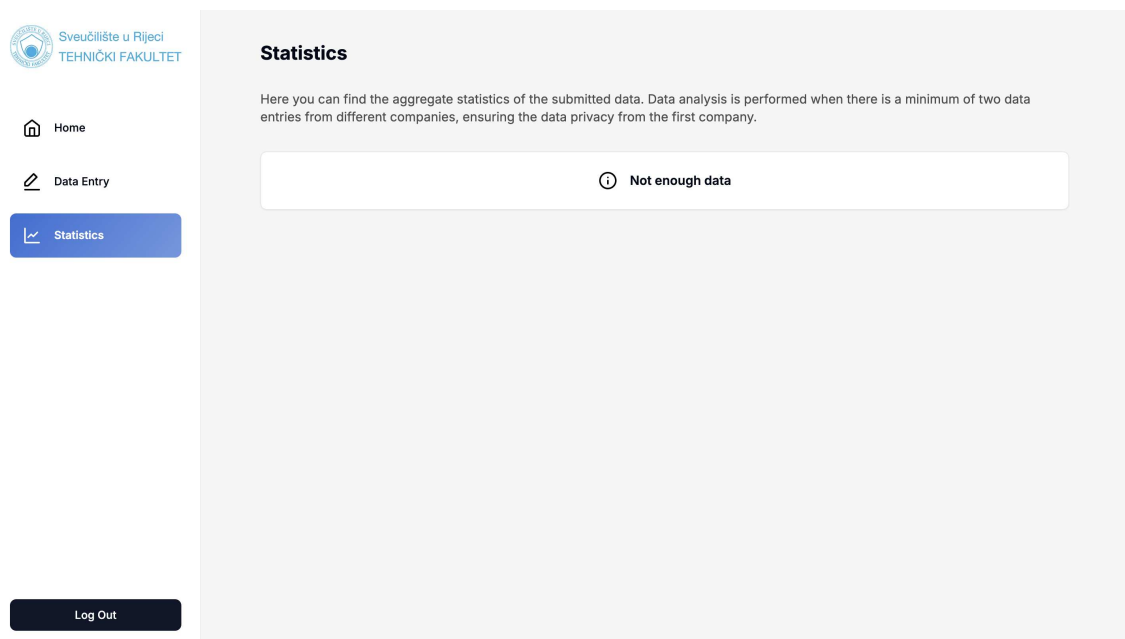 Sveučilište u Rijeci
TEHNIČKI FAKULTET
Home
Data Entry
Statistics
Log Out
Statistics
Here you can find the aggregate statistics of the submitted data. Data analysis is performed when there is a minimum of two data
entries from different companies, ensuring the data privacy from the first company.
Not enough data